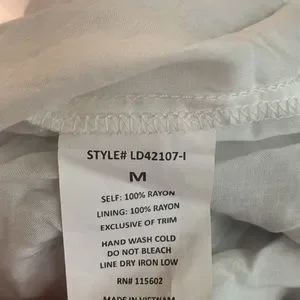 STYLE# LD42107-I
M
SELF: 100% RAYON
LINING: 100% RAYON
EXCLUSIVE OF TRIM
HAND WASH COLD
DO NOT BLEACH
LINE DRY IRON LOW
RN# 115602
MADE IN VIETNAM